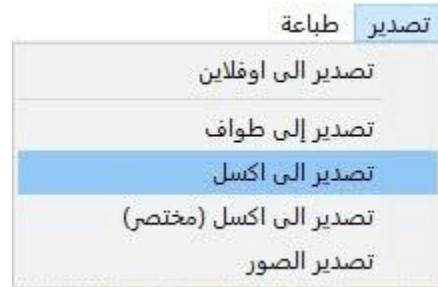 تصدير طباعة
تصدير الى اوفلاين
تصدير إلى طواف
تصدير الى اكسل
تصدير الى اكسل (مختصر)
تصدير الصور